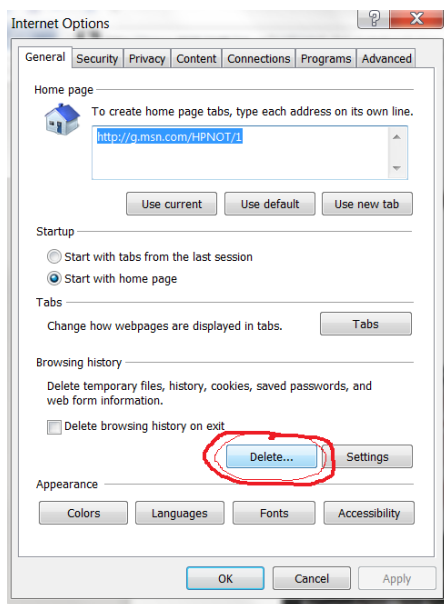 Internet Options
General Security Privacy Content Connections Programs Advanced
Home page
To create home page tabs, type each address on its own line.
http://g.msn.com/HPNOT/1
Use current Use default Use new tab
Startup
Start with tabs from the last session
Start with home page
Tabs
Change how webpages are displayed in tabs. Tabs
Browsing history
Delete temporary files, history, cookies, saved passwords, and
web form information.
Delete browsing history on exit
Delete... Settings
Appearance
Colors Languages Fonts Accessibility
OK Cancel Apply